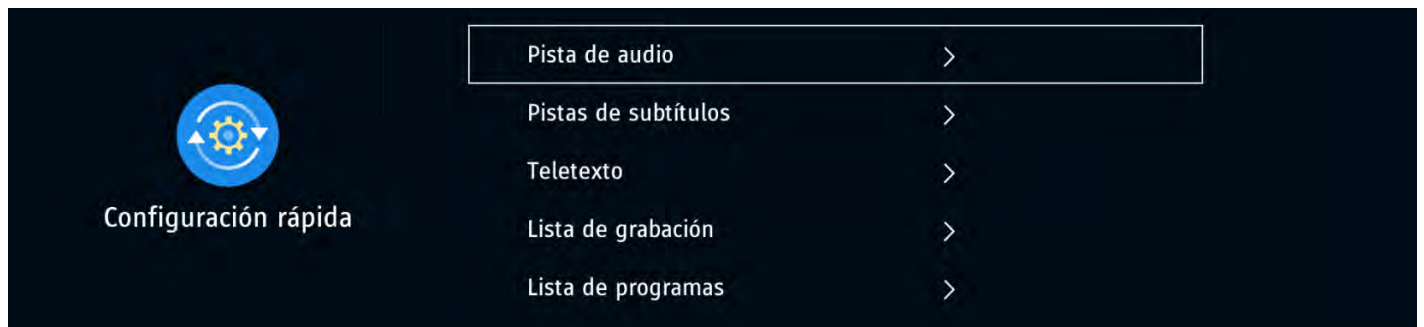 Configuración rápida
Pista de audio
Pistas de subtítulos
Teletexto
Lista de grabación
Lista de programas